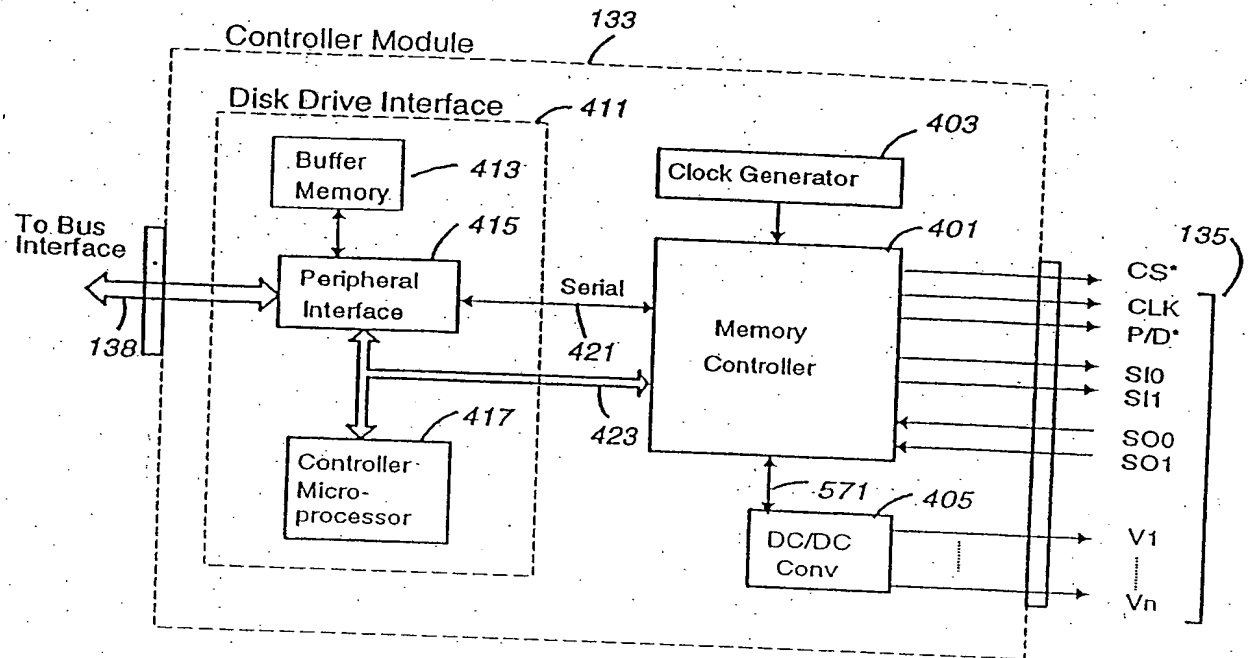 Controller Module
133
Disk Drive Interface
411
403
Buffer
Memory
413
Clock Generator
To Bus
Interface
415
401
135
Peripheral
Interface
Serial
421
Memory
Controller
CS*
CLK
P/D*
138
SI0
SI1
423
417
SO0
SO1
Controller
Micro-
processor
571
405
DC/DC
Conv
V1
Vn